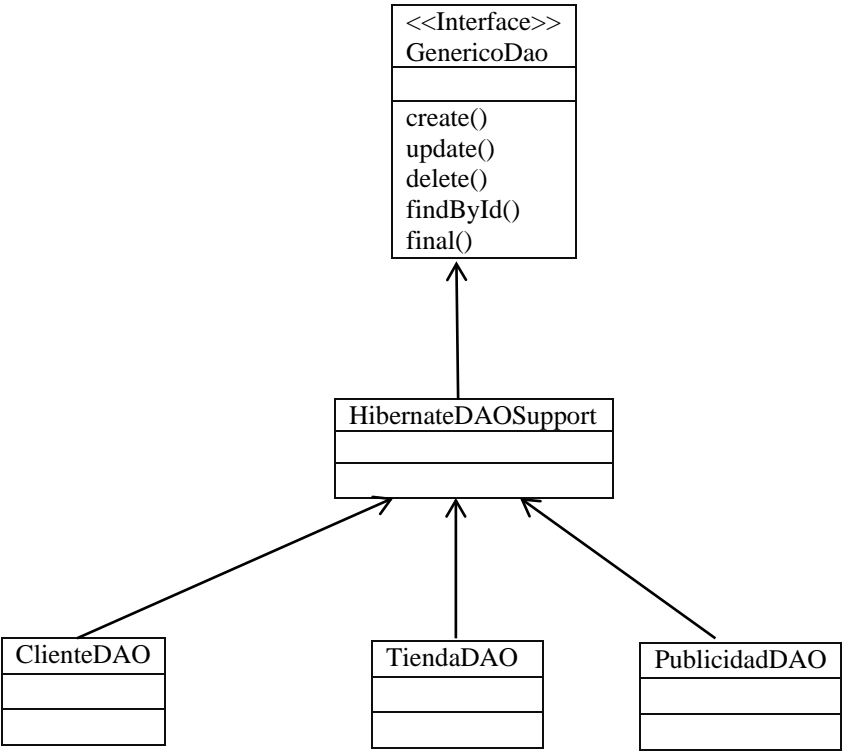 <<Interface>>
GenericoDao
create()
update()
delete()
findById()
final()
HibernateDAOSupport
ClienteDAO
TiendaDAO
PublicidadDAO